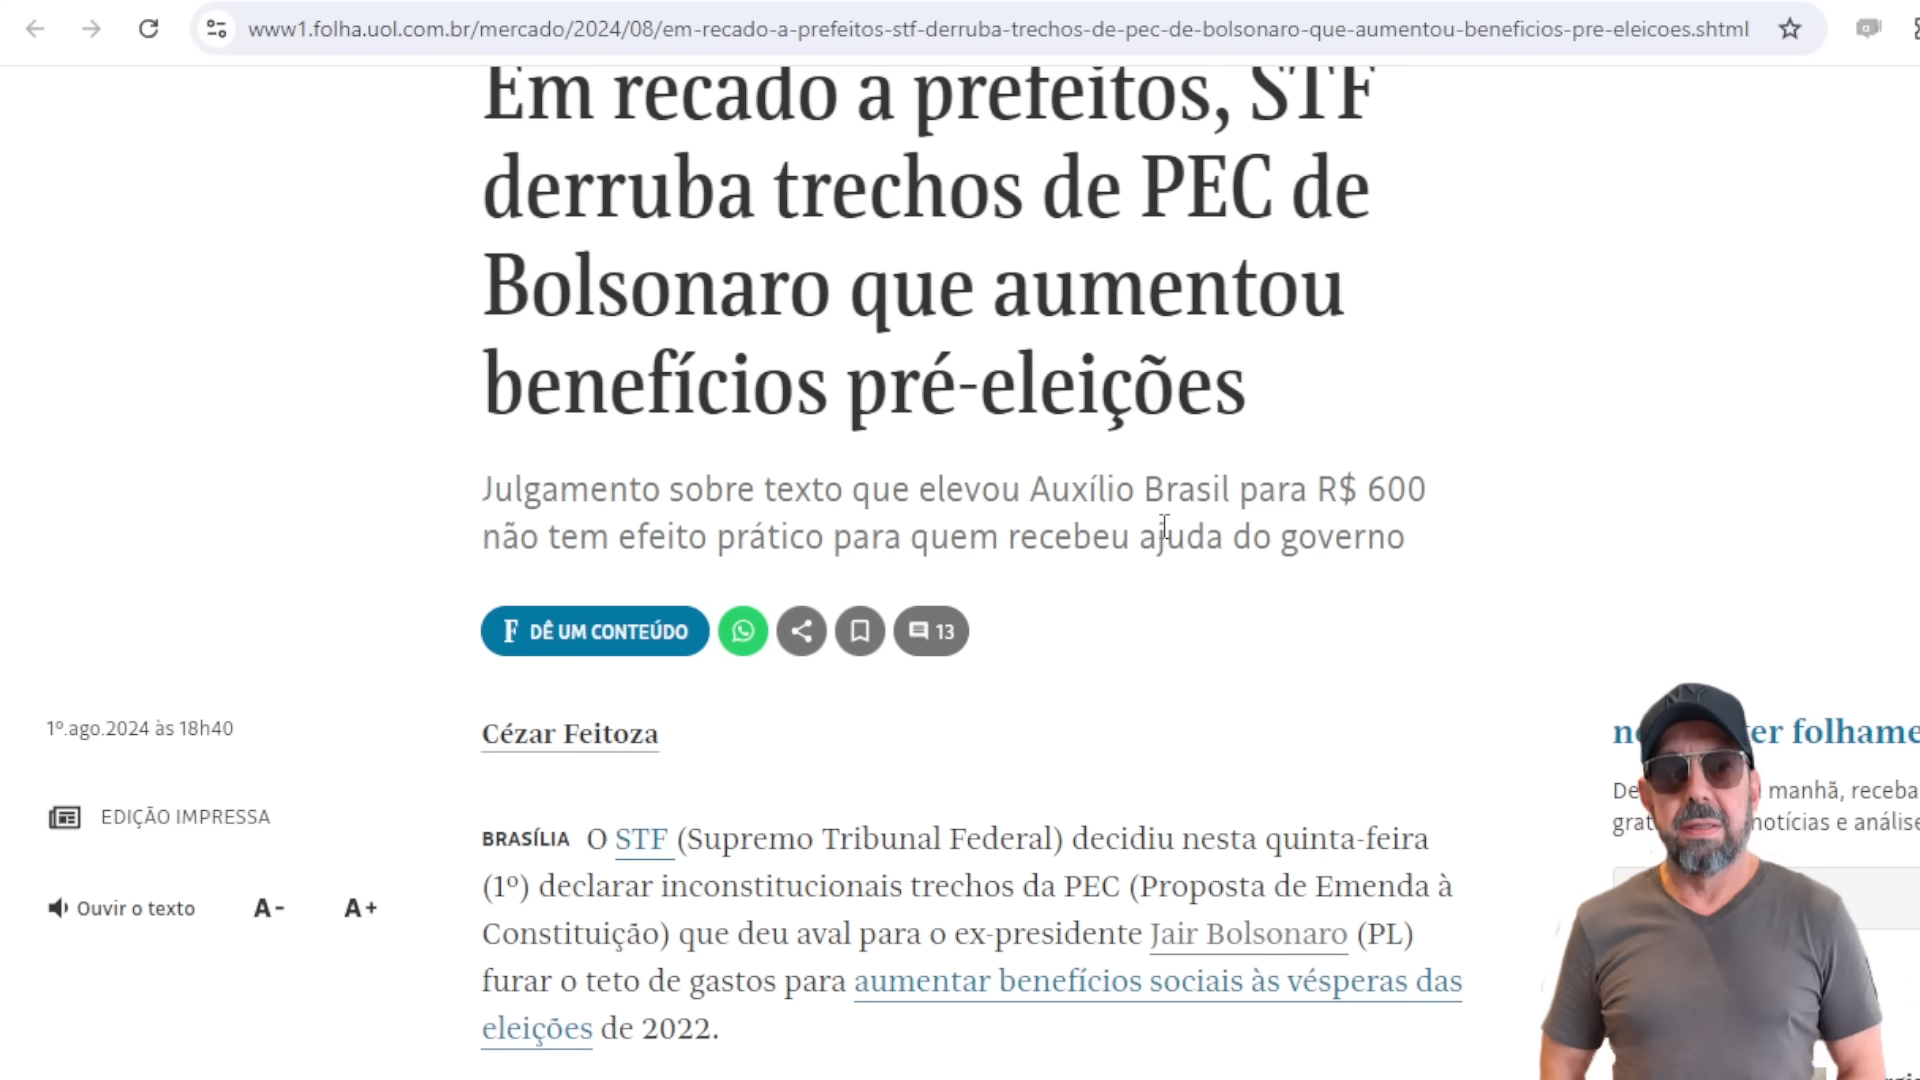 www1.folha.uol.com.br/mercado/2024/08/em-recado-a-prefeitos-stf-derruba-trechos-de-pec-de-bolsonaro-que-aumentou-beneficios-pre-eleicoes.shtml
Em recado a prefeitos, STF
derruba trechos de PEC de
Bolsonaro que aumentou
benefícios pré-eleições
Julgamento sobre texto que elevou Auxílio Brasil para R$ 600
não tem efeito prático para quem recebeu ajuda do governo
F DÊ UM CONTEÚDO 13
1º.ago.2024 às 18h40
EDIÇÃO IMPRESSA
Ouvir o texto A- A+
Cézar Feitoza
BRASÍLIA O STF (Supremo Tribunal Federal) decidiu nesta quinta-feira
(1º) declarar inconstitucionais trechos da PEC (Proposta de Emenda à
Constituição) que deu aval para o ex-presidente Jair Bolsonaro (PL)
furar o teto de gastos para aumentar benefícios sociais às vésperas das
eleições de 2022.
er folhame
De manhã, receba
grat notícias e análise